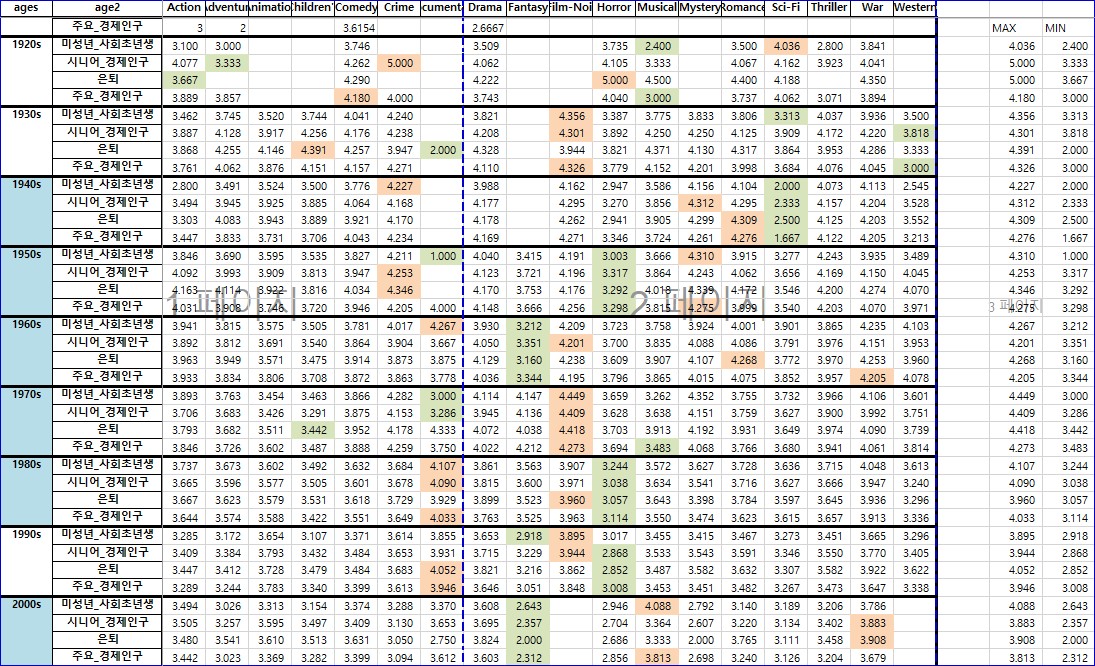 ages age2 Action Adventur Animatio hildren' Comedy Crime cument Drama Fantasy Film-Noi Horror Musical Mystery Romance Sci-Fi Thriller War Western
주요_경제인구 3 2 3.6154 2.6667 MAX MIN
1920s 미성년_사회초년생 3.100 3.000 3.746 3.509 3.735 2.400 3.500 4.036 2.800 3.841 4.036 2.400
시니어_경제인구 4.077 3.333 4.262 5.000 4.062 4.105 3.333 4.067 4.162 3.923 4.041 5.000 3.333
은퇴 3.667 4.290 4.222 5.000 4.500 4.400 4.188 4.350 5.000 3.667
주요_경제인구 3.889 3.857 4.180 4.000 3.743 4.040 3.000 3.737 4.062 3.071 3.894 4.180 3.000
1930s 미성년_사회초년생 3.462 3.745 3.520 3.744 4.041 4.240 3.821 4.356 3.387 3.775 3.833 3.806 3.313 4.037 3.936 3.500 4.356 3.313
시니어_경제인구 3.887 4.128 3.917 4.256 4.176 4.238 4.208 4.301 3.892 4.250 4.250 4.125 3.909 4.172 4.220 3.818 4.301 3.818
은퇴 3.868 4.255 4.146 4.391 4.257 3.947 2.000 4.328 3.944 3.821 4.371 4.130 4.317 3.864 3.953 4.286 3.333 4.391 2.000
주요_경제인구 3.761 4.062 3.876 4.151 4.157 4.271 4.110 4.326 3.779 4.152 4.201 3.998 3.684 4.076 4.045 3.000 4.326 3.000
1940s 미성년_사회초년생 2.800 3.491 3.524 3.500 3.776 4.227 3.988 4.162 2.947 3.586 4.156 4.104 2.000 4.073 4.113 2.545 4.227 2.000
시니어_경제인구 3.494 3.945 3.925 3.885 4.064 4.168 4.177 4.295 3.270 3.856 4.312 4.295 2.333 4.157 4.204 3.528 4.312 2.333
은퇴 3.303 4.083 3.943 3.889 3.921 4.170 4.178 4.262 2.941 3.905 4.299 4.309 2.500 4.125 4.203 3.552 4.309 2.500
주요_경제인구 3.447 3.833 3.731 3.706 4.043 4.234 4.169 4.271 3.346 3.724 4.261 4.276 1.667 4.122 4.205 3.213 4.276 1.667
1950s 미성년_사회초년생 3.846 3.690 3.595 3.535 3.827 4.211 1.000 4.040 3.415 4.191 3.003 3.666 4.310 3.915 3.277 4.243 3.935 3.489 4.310 1.000
시니어_경제인구 4.092 3.993 3.909 3.813 3.947 4.253 4.123 3.721 4.196 3.317 3.864 4.243 4.062 3.656 4.169 4.150 4.045 4.253 3.317
은퇴 4.163 4.114 3.922 3.816 4.034 4.346 4.170 3.753 4.176 3.292 4.018 4.339 4.172 3.546 4.200 4.274 4.070 4.346 3.292
주요_경제인구 4.031 3.908 3.746 3.720 3.946 4.205 4.000 4.148 3.666 4.256 3.298 3.815 4.275 3.999 3.540 4.203 4.070 3.971 4.275 3.298
1 페이지 2 페이지 3 페이지
1960s 미성년_사회초년생 3.941 3.815 3.575 3.505 3.781 4.017 4.267 3.930 3.212 4.209 3.723 3.758 3.924 4.001 3.901 3.865 4.235 4.103 4.267 3.212
시니어_경제인구 3.892 3.812 3.691 3.540 3.864 3.904 3.667 4.050 3.351 4.201 3.700 3.835 4.088 4.086 3.791 3.976 4.151 3.953 4.201 3.351
은퇴 3.963 3.949 3.571 3.475 3.914 3.873 3.875 4.129 3.160 4.238 3.609 3.907 4.107 4.268 3.772 3.970 4.253 3.960 4.268 3.160
주요_경제인구 3.933 3.834 3.806 3.708 3.872 3.863 3.778 4.036 3.344 4.195 3.796 3.865 4.015 4.075 3.852 3.957 4.205 4.078 4.205 3.344
1970s 미성년_사회초년생 3.893 3.763 3.454 3.463 3.866 4.282 3.000 4.114 4.147 4.449 3.659 3.262 4.352 3.755 3.732 3.966 4.106 3.601 4.449 3.000
시니어_경제인구 3.706 3.683 3.426 3.291 3.875 4.153 3.286 3.945 4.136 4.409 3.628 3.638 4.151 3.759 3.627 3.900 3.992 3.751 4.409 3.286
은퇴 3.793 3.682 3.511 3.442 3.952 4.178 4.333 4.072 4.038 4.418 3.703 3.913 4.192 3.931 3.649 3.974 4.090 3.739 4.418 3.442
주요_경제인구 3.846 3.726 3.602 3.487 3.888 4.259 3.750 4.022 4.212 4.273 3.694 3.483 4.068 3.766 3.680 3.941 4.061 3.814 4.273 3.483
1980s 미성년_사회초년생 3.737 3.673 3.602 3.492 3.632 3.684 4.107 3.861 3.563 3.907 3.244 3.572 3.627 3.728 3.636 3.715 4.048 3.613 4.107 3.244
시니어_경제인구 3.665 3.596 3.577 3.505 3.601 3.678 4.090 3.815 3.600 3.971 3.038 3.634 3.541 3.716 3.627 3.666 3.947 3.240 4.090 3.038
은퇴 3.667 3.623 3.579 3.531 3.618 3.729 3.929 3.899 3.523 3.960 3.057 3.643 3.398 3.784 3.597 3.645 3.936 3.296 3.960 3.057
주요_경제인구 3.644 3.574 3.588 3.422 3.551 3.649 4.033 3.763 3.525 3.963 3.114 3.550 3.474 3.623 3.615 3.657 3.913 3.336 4.033 3.114
1990s 미성년_사회초년생 3.285 3.172 3.654 3.107 3.371 3.614 3.855 3.653 2.918 3.895 3.017 3.455 3.415 3.467 3.273 3.451 3.665 3.296 3.895 2.918
시니어_경제인구 3.409 3.384 3.793 3.432 3.484 3.653 3.931 3.715 3.229 3.944 2.868 3.533 3.543 3.591 3.346 3.550 3.770 3.405 3.944 2.868
은퇴 3.447 3.412 3.728 3.479 3.484 3.683 4.052 3.821 3.216 3.862 2.852 3.487 3.582 3.632 3.307 3.582 3.922 3.622 4.052 2.852
주요_경제인구 3.289 3.244 3.783 3.340 3.399 3.613 3.946 3.646 3.051 3.848 3.008 3.453 3.451 3.482 3.267 3.473 3.647 3.338 3.946 3.008
2000s 미성년_사회초년생 3.494 3.026 3.313 3.154 3.374 3.288 3.370 3.608 2.643 2.946 4.088 2.792 3.140 3.189 3.206 3.786 4.088 2.643
시니어_경제인구 3.505 3.257 3.595 3.497 3.409 3.130 3.653 3.695 2.357 2.704 3.364 2.607 3.220 3.134 3.402 3.883 3.883 2.357
은퇴 3.480 3.541 3.610 3.513 3.631 3.050 2.750 3.824 2.000 2.686 3.333 2.000 3.765 3.111 3.458 3.908 3.908 2.000
주요_경제인구 3.442 3.023 3.369 3.282 3.399 3.094 3.612 3.603 2.312 2.856 3.813 2.698 3.240 3.126 3.204 3.679 3.813 2.312